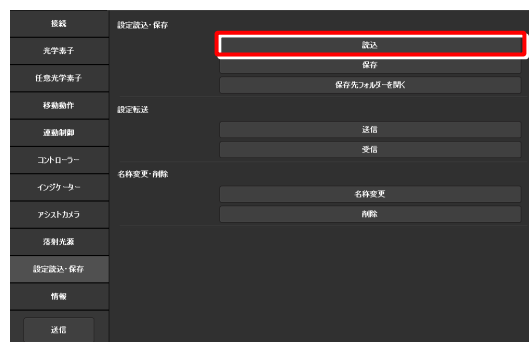 接続
光学素子
任意光学素子
移動動作
連動制御
コントローラー
インジケーター
アシストカメラ
落射光源
設定読込・保存
情報
送信
設定読込・保存
読込
保存
保存先フォルダーを開く
設定転送
送信
受信
名称変更・削除
名称変更
削除